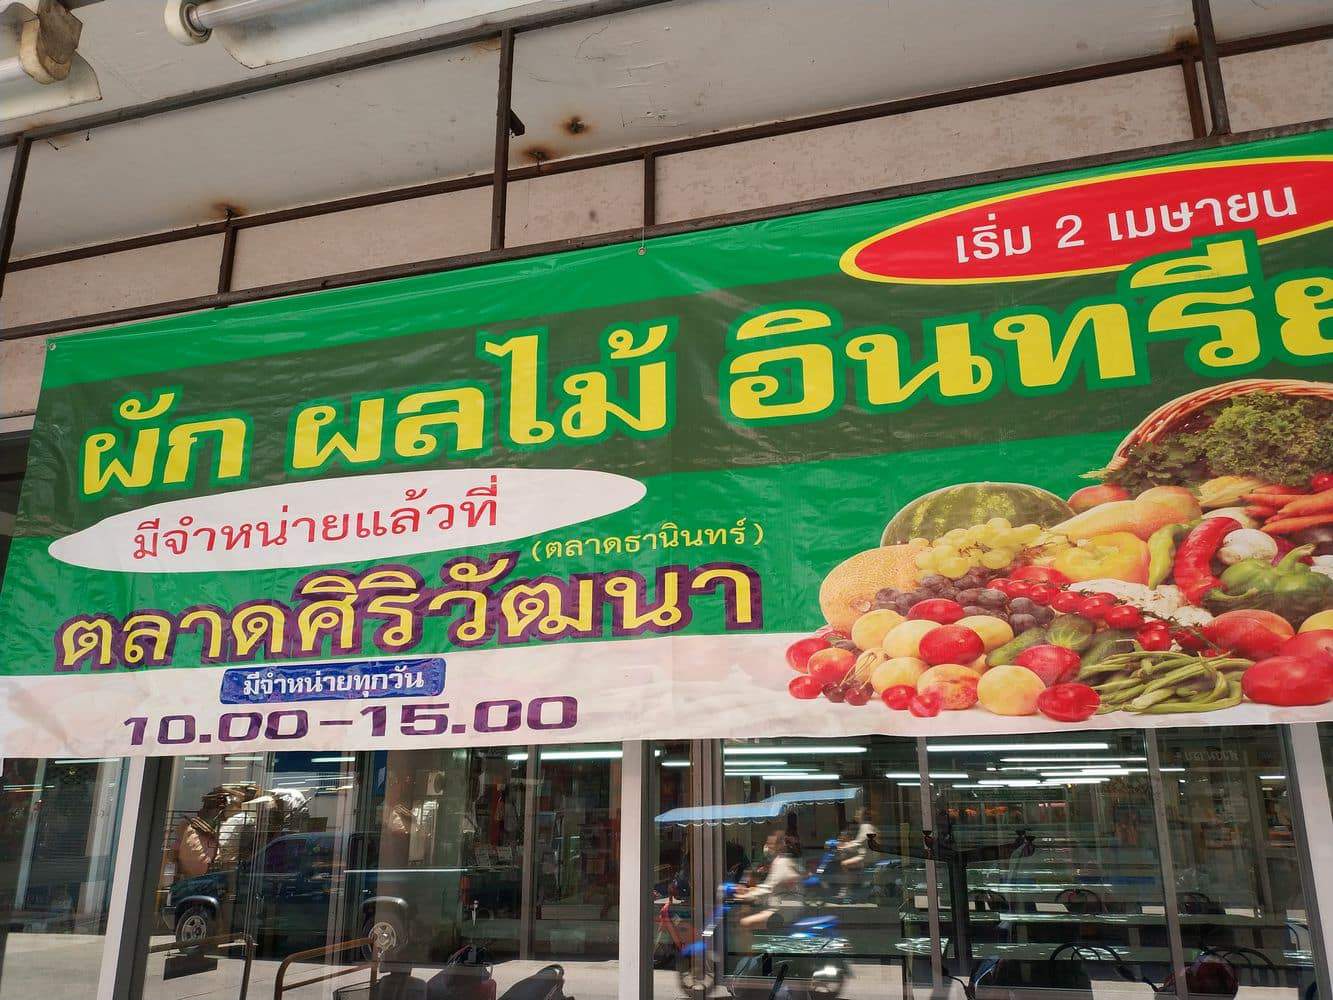 เริ่ม 2 เมษายน
ผัก ผลไม้ อินทรีย
มีจำหน่ายแล้วที่
(ตลาดธานินทร์)
ตลาดศิริวัฒนา
มีจำหน่ายทุกวัน
10.00-15.00